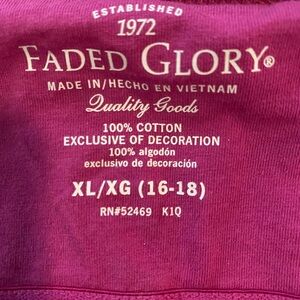 ESTABLISHED
1972
FADED GLORY®
MADE IN/HECHO EN VIETNAM
Quality Goods
100% COTTON
EXCLUSIVE OF DECORATION
100% algodón
exclusivo de decoración
XL/XG (16-18)
RN#52469 K1Q